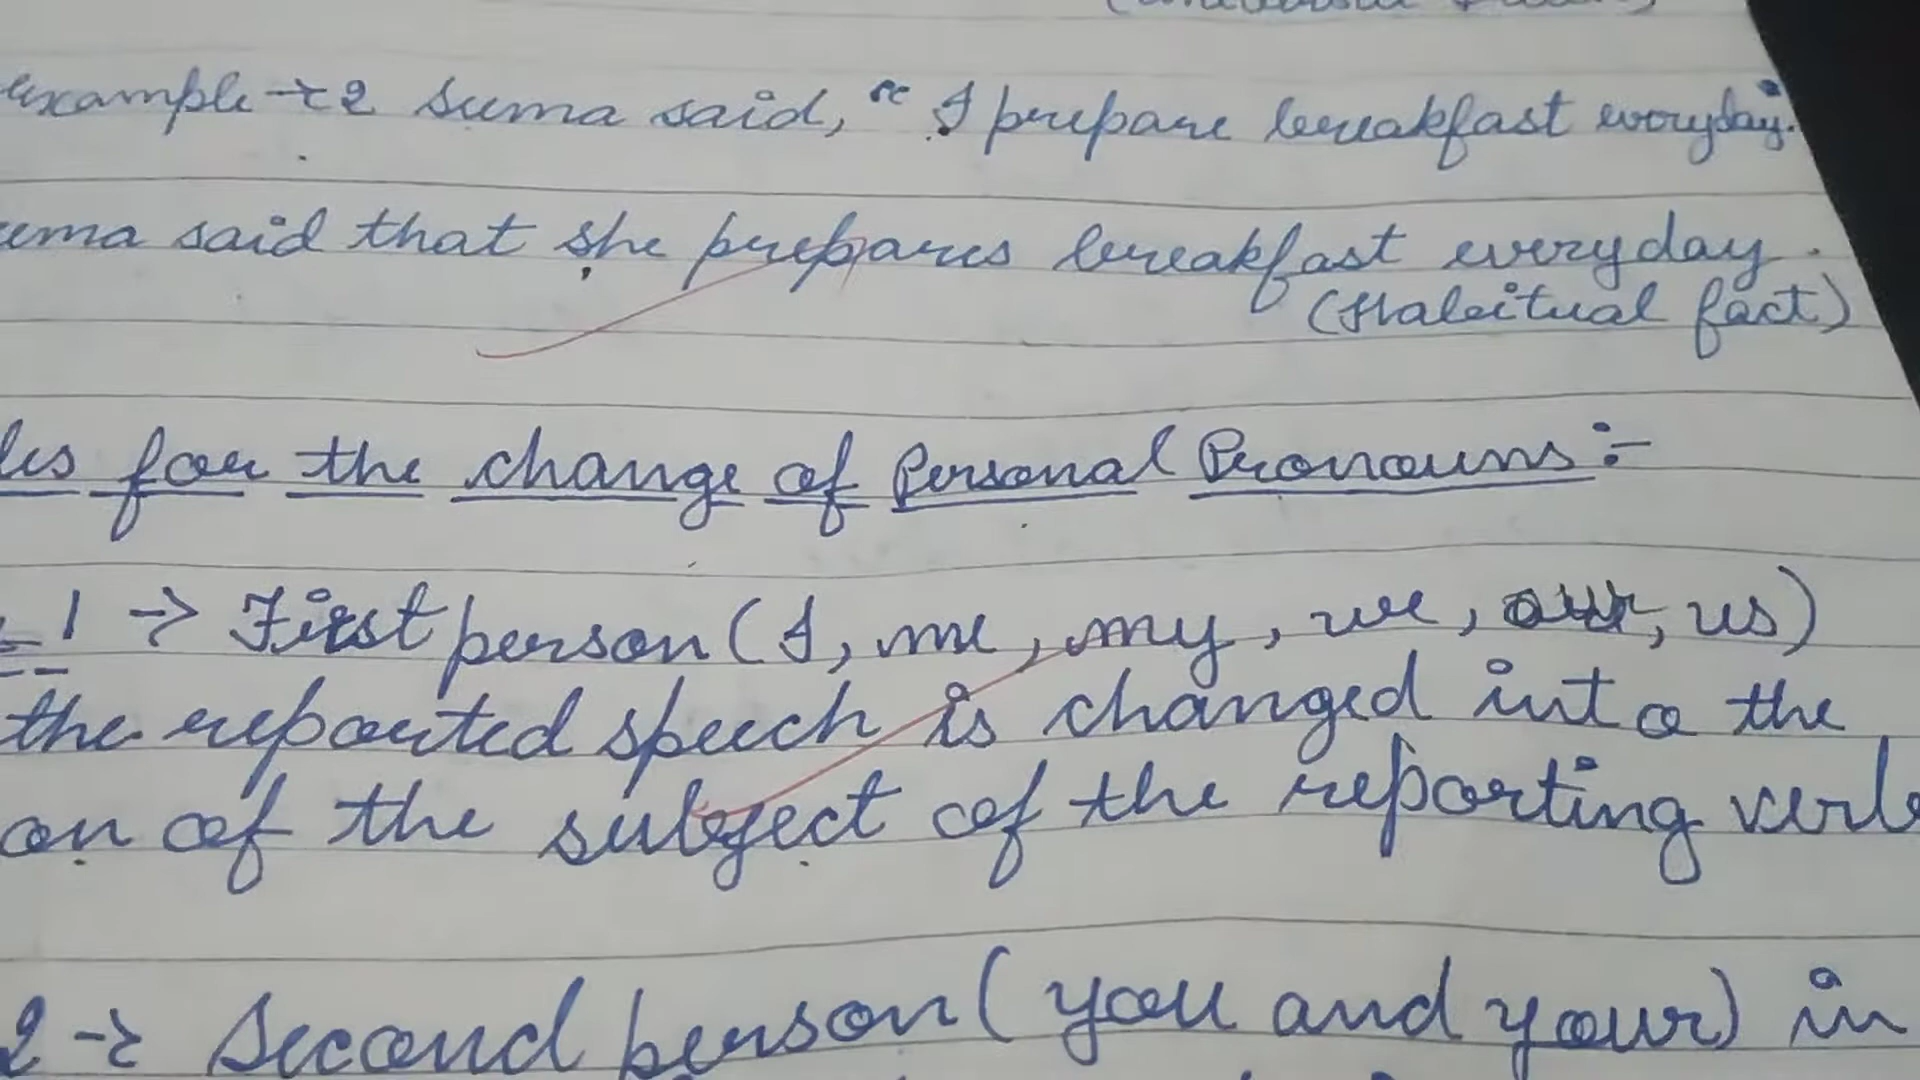 example → 2 Suma said, "I prepare breakfast everyday."
uma said that she prepares breakfast everyday.
(Habitual fact)
les for the change of Personal Pronouns :-
1 → First person (I, me, my, we, our, us)
the reported speech is changed into the
on of the subject of the reporting verb
2 → Second person (you and your) in